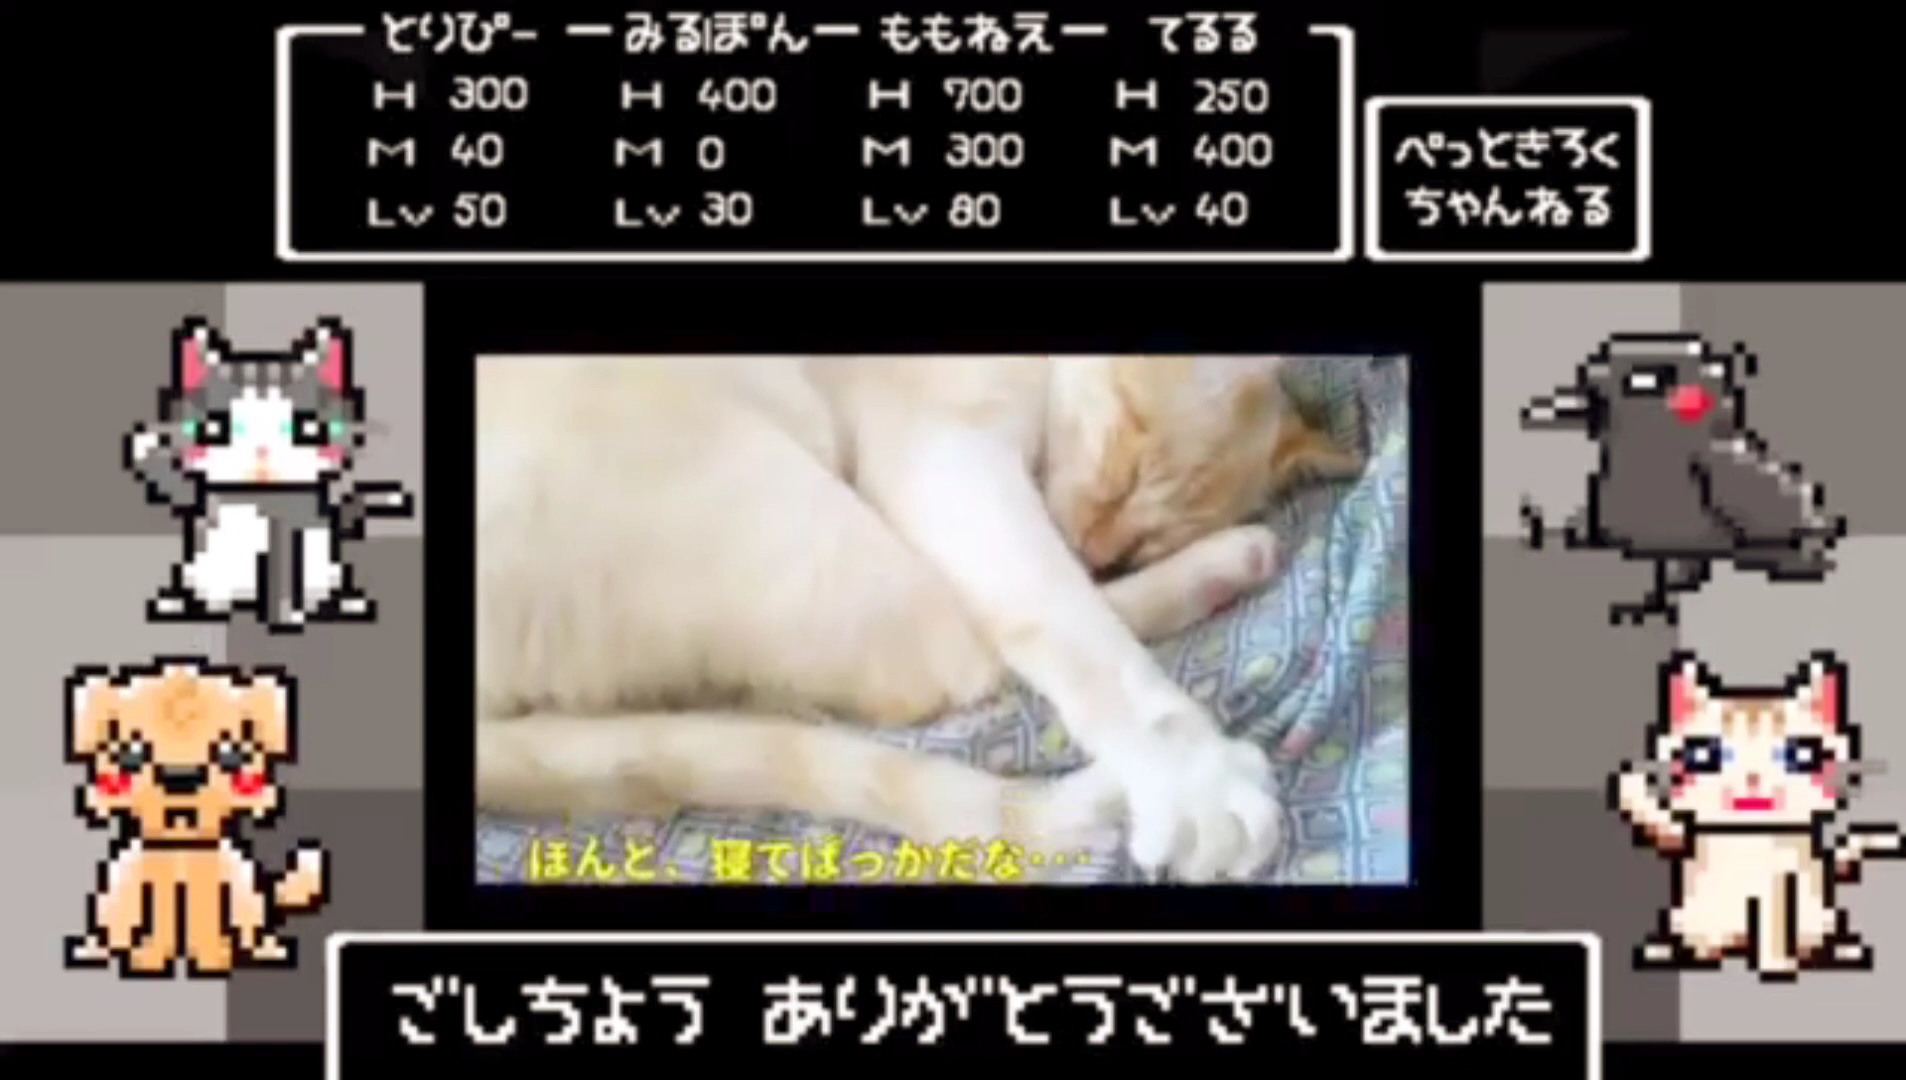 とりぴー みるぽん ももねえ てるる
H 300 H 400 H 700 H 250
M 40 M 0 M 300 M 400
Lv 50 Lv 30 Lv 80 Lv 40
ぺっときろく
ちゃんねる
ほんと、寝てばっかだな・・・
ごしちょう ありがとうございました